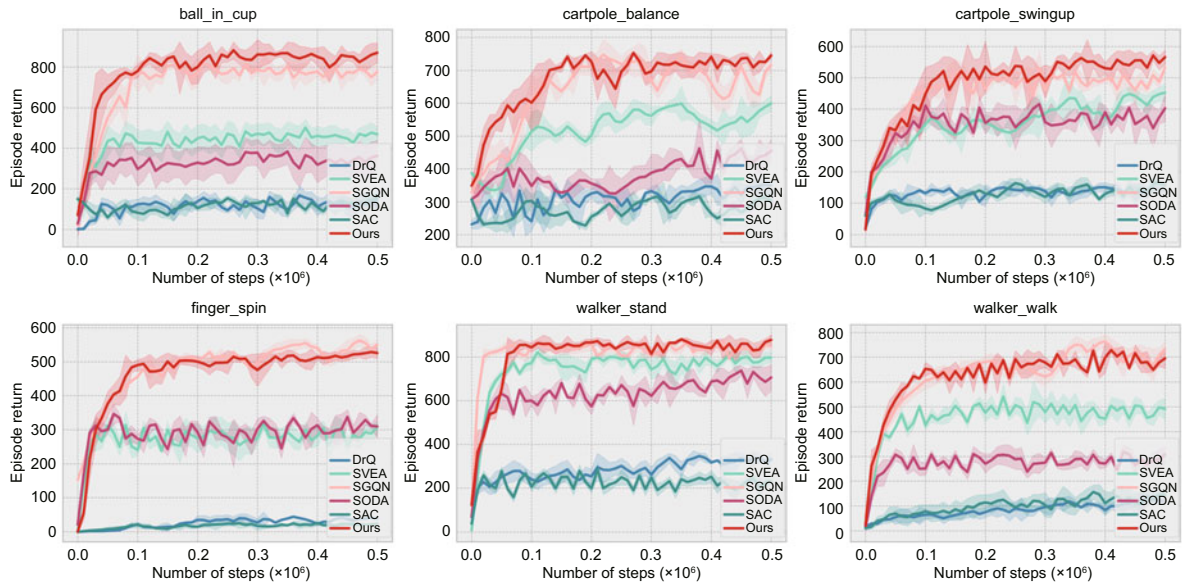 ball_in_cup
cartpole_balance
cartpole_swingup
Episode return
800
600
400
200
0
DrQ
SVEA
SGQN
SODA
SAC
Ours
0.0 0.1 0.2 0.3 0.4 0.5
Number of steps (×10⁶)
Episode return
800
700
600
500
400
300
200
DrQ
SVEA
SGQN
SODA
SAC
Ours
0.0 0.1 0.2 0.3 0.4 0.5
Number of steps (×10⁶)
Episode return
600
500
400
300
200
100
0
DrQ
SVEA
SGQN
SODA
SAC
Ours
0.0 0.1 0.2 0.3 0.4 0.5
Number of steps (×10⁶)
finger_spin
walker_stand
walker_walk
Episode return
600
500
400
300
200
100
0
DrQ
SVEA
SGQN
SODA
SAC
Ours
0.0 0.1 0.2 0.3 0.4 0.5
Number of steps (×10⁶)
Episode return
800
600
400
200
0
DrQ
SVEA
SGQN
SODA
SAC
Ours
0.0 0.1 0.2 0.3 0.4 0.5
Number of steps (×10⁶)
Episode return
800
700
600
500
400
300
200
100
0
DrQ
SVEA
SGQN
SODA
SAC
Ours
0.0 0.1 0.2 0.3 0.4 0.5
Number of steps (×10⁶)